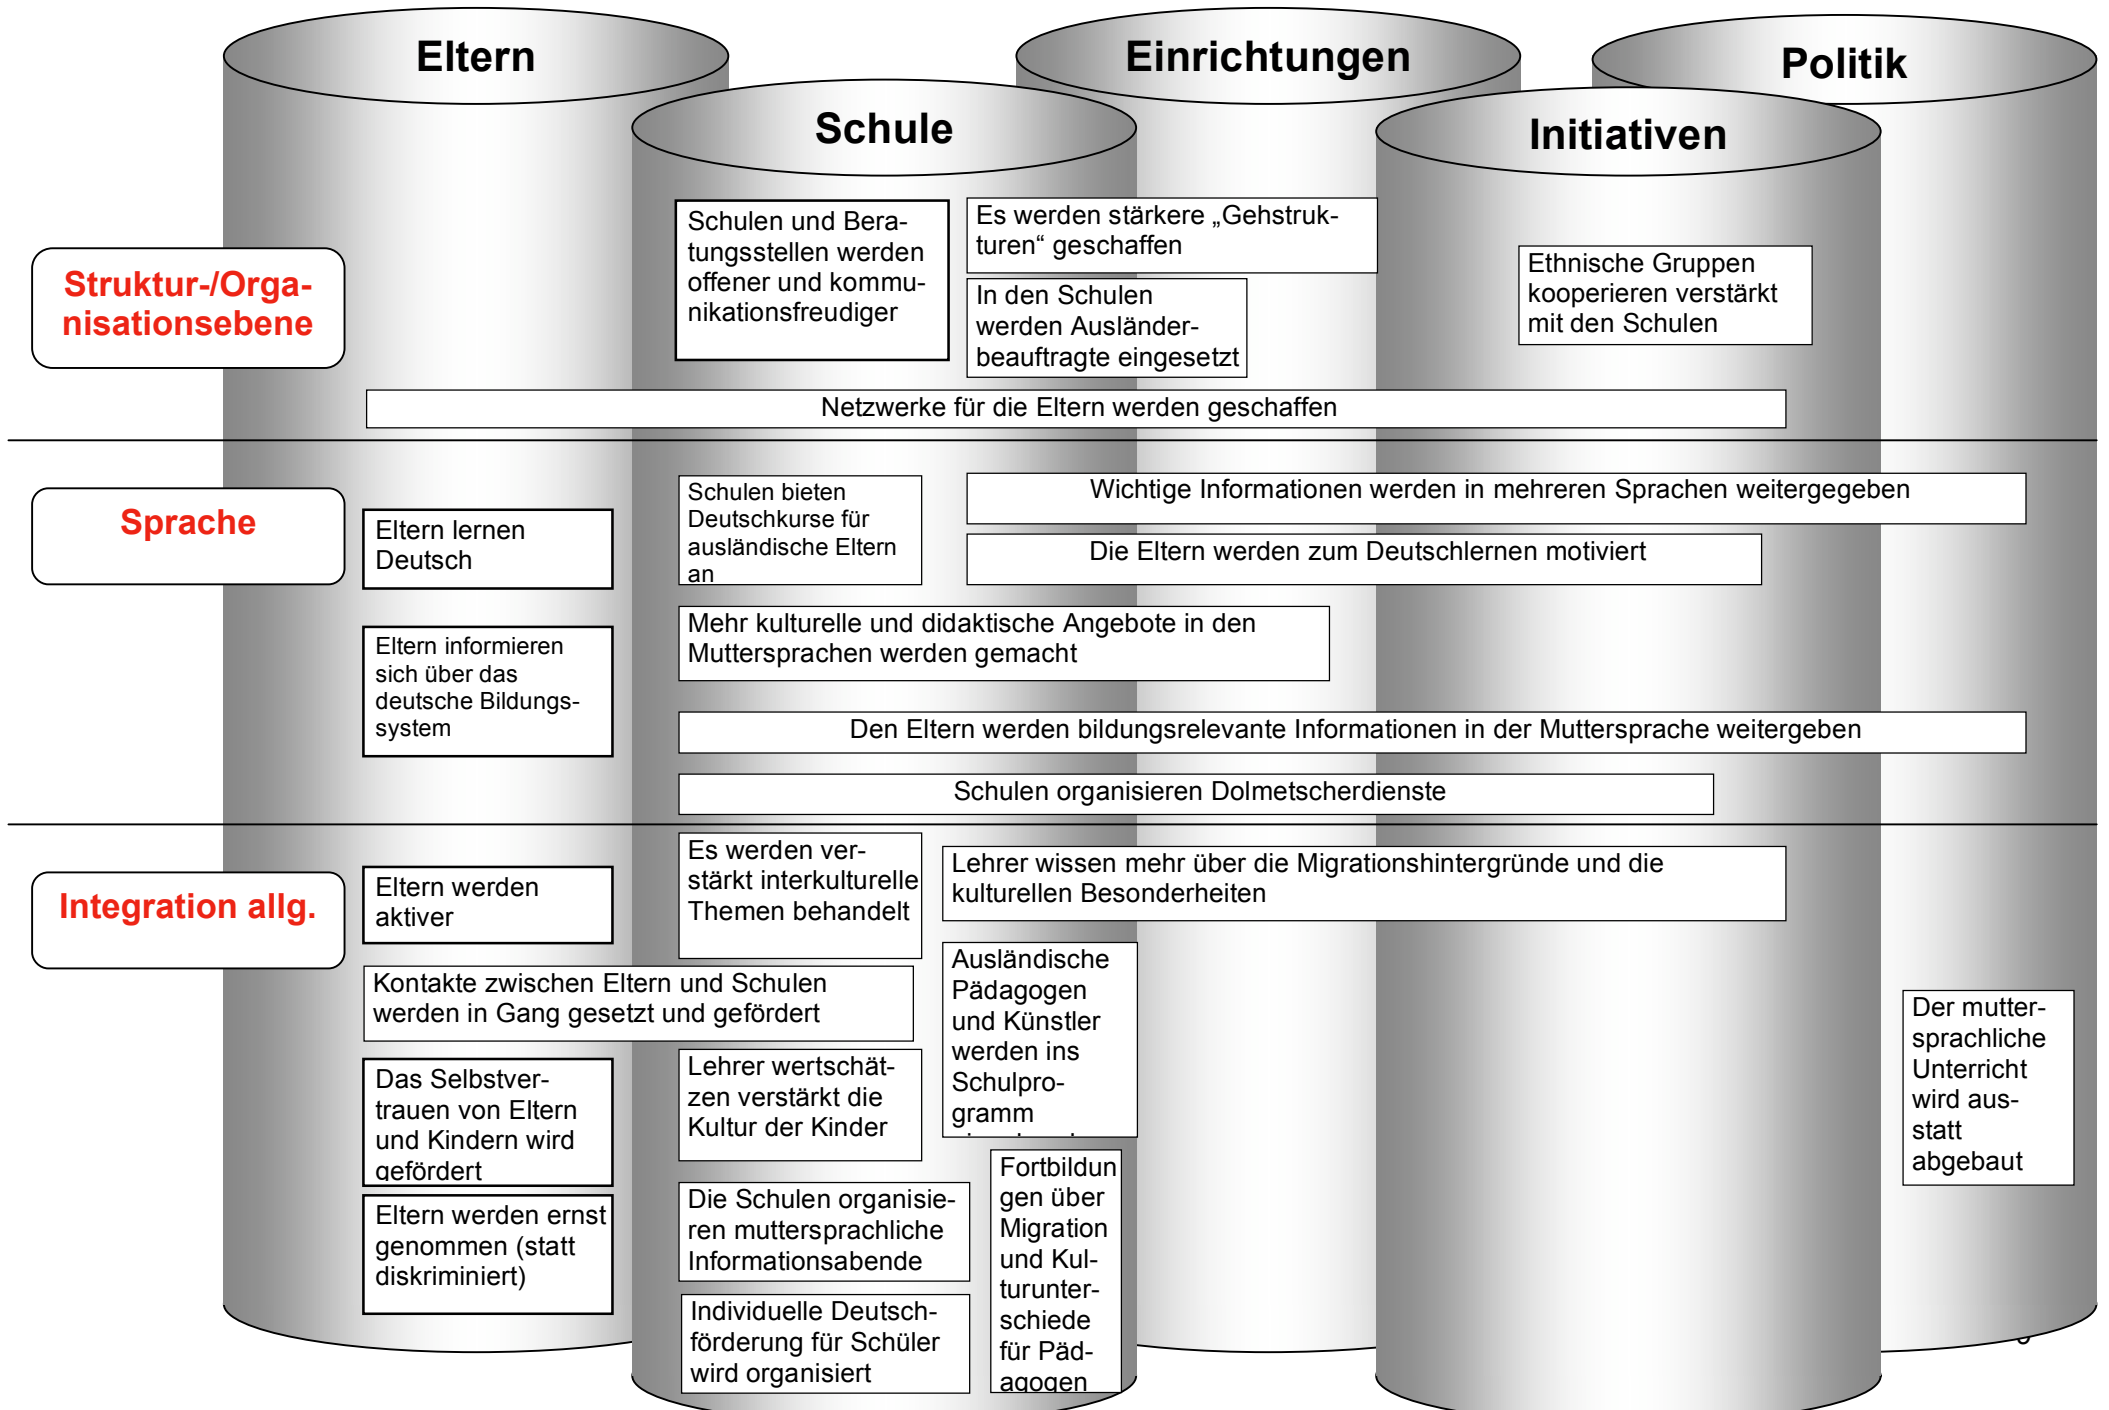 Eltern
Einrichtungen
Politik
Schule
Initiativen
Struktur-/Orga-
nisationsebene
Schulen und Bera-
tungsstellen werden
offener und kommu-
nikationsfreudiger
Es werden stärkere „Gehstruk-
turen“ geschaffen
In den Schulen
werden Ausländer-
beauftragte eingesetzt
Ethnische Gruppen
kooperieren verstärkt
mit den Schulen
Netzwerke für die Eltern werden geschaffen
Sprache
Eltern lernen
Deutsch
Schulen bieten
Deutschkurse für
ausländische Eltern
an
Wichtige Informationen werden in mehreren Sprachen weitergegeben
Die Eltern werden zum Deutschlernen motiviert
Eltern informieren
sich über das
deutsche Bildungs-
system
Mehr kulturelle und didaktische Angebote in den
Muttersprachen werden gemacht
Den Eltern werden bildungsrelevante Informationen in der Muttersprache weitergeben
Schulen organisieren Dolmetscherdienste
Integration allg.
Eltern werden
aktiver
Es werden ver-
stärkt interkulturelle
Themen behandelt
Lehrer wissen mehr über die Migrationshintergründe und die
kulturellen Besonderheiten
Kontakte zwischen Eltern und Schulen
werden in Gang gesetzt und gefördert
Ausländische
Pädagogen
und Künstler
werden ins
Schulpro-
gramm
Der mutter-
sprachliche
Unterricht
wird aus-
statt
abgebaut
Das Selbstver-
trauen von Eltern
und Kindern wird
gefördert
Lehrer wertschät-
zen verstärkt die
Kultur der Kinder
Eltern werden ernst
genommen (statt
diskriminiert)
Die Schulen organisie-
ren muttersprachliche
Informationsabende
Fortbildun
gen über
Migration
und Kul-
turunter-
schiede
für Päd-
agogen
Individuelle Deutsch-
förderung für Schüler
wird organisiert